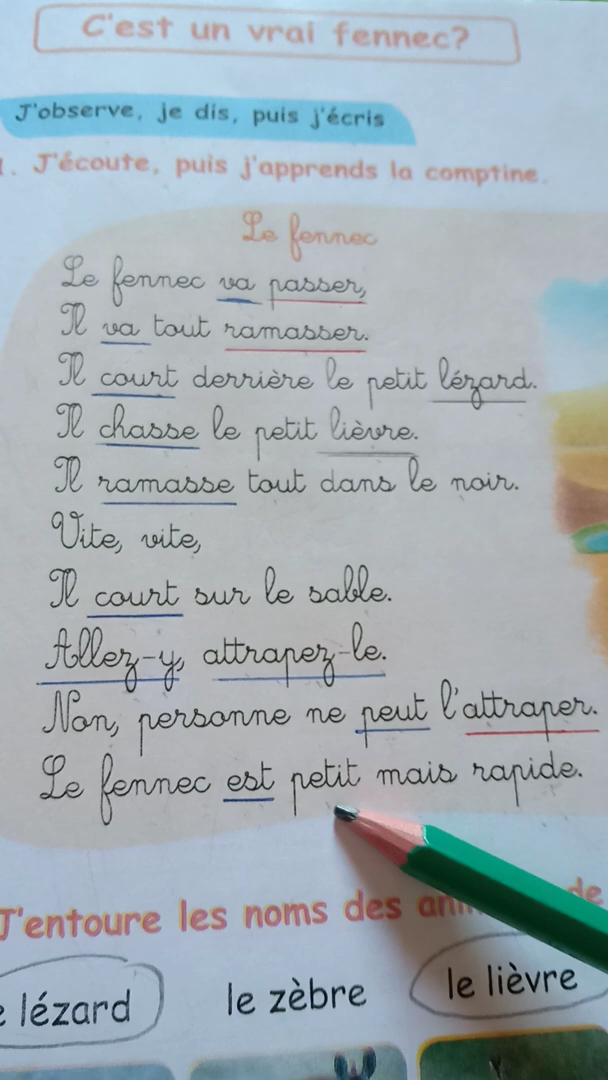 C'est un vrai fennec?
J'observe, je dis, puis j'écris
1. J'écoute, puis j'apprends la comptine.
Le fennec
Le fennec va passer,
Il va tout ramasser.
Il court derrière le petit lézard.
Il chasse le petit lièvre.
Il ramasse tout dans le noir.
Vite, vite,
Il court sur le sable.
Allez-y, attrapez-le.
Non, personne ne peut l'attraper.
Le fennec est petit mais rapide.
J'entoure les noms des de
lézard le zèbre le lièvre